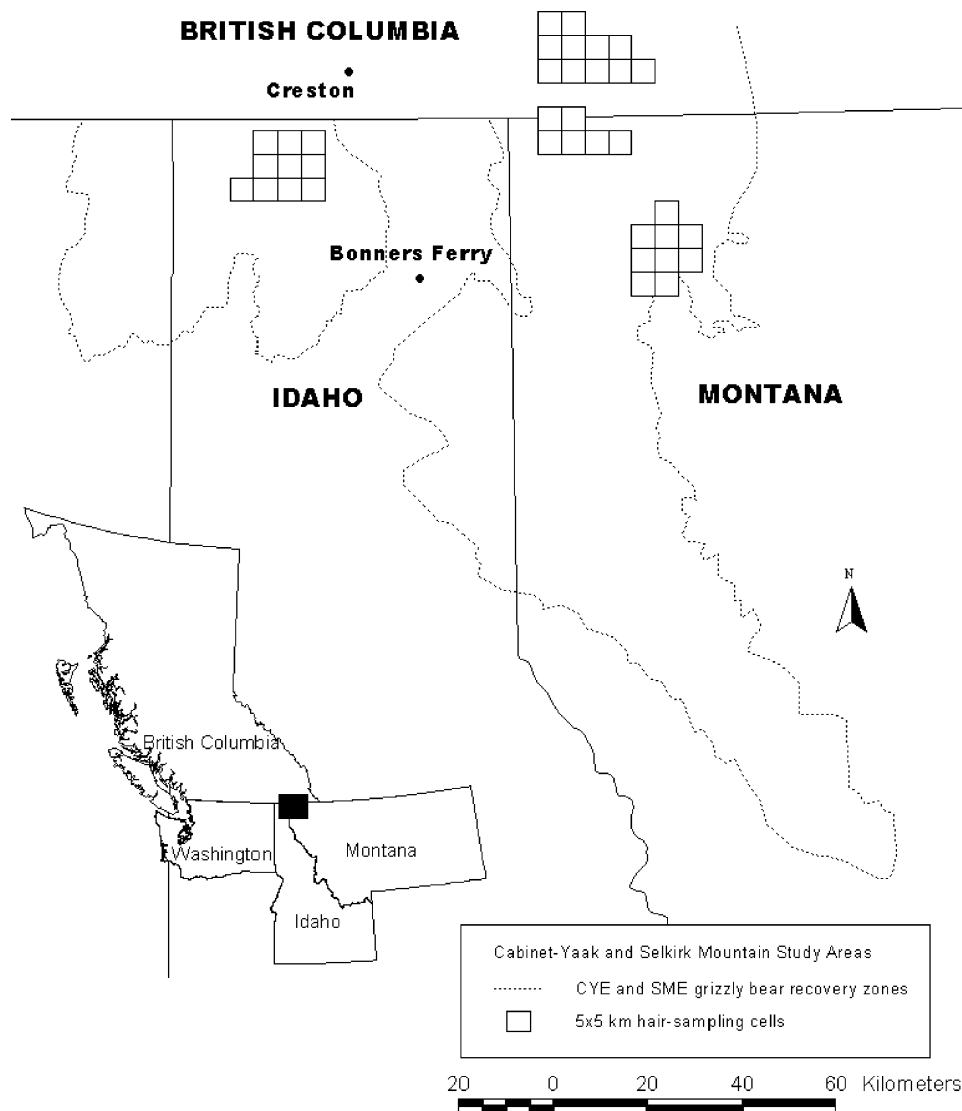 BRITISH COLUMBIA
Creston
Bonners Ferry
IDAHO
MONTANA
N
British Columbia
Washington
Montana
Idaho
Cabinet-Yaak and Selkirk Mountain Study Areas
CYE and SME grizzly bear recovery zones
5x5 km hair-sampling cells
20 0 20 40 60 Kilometers